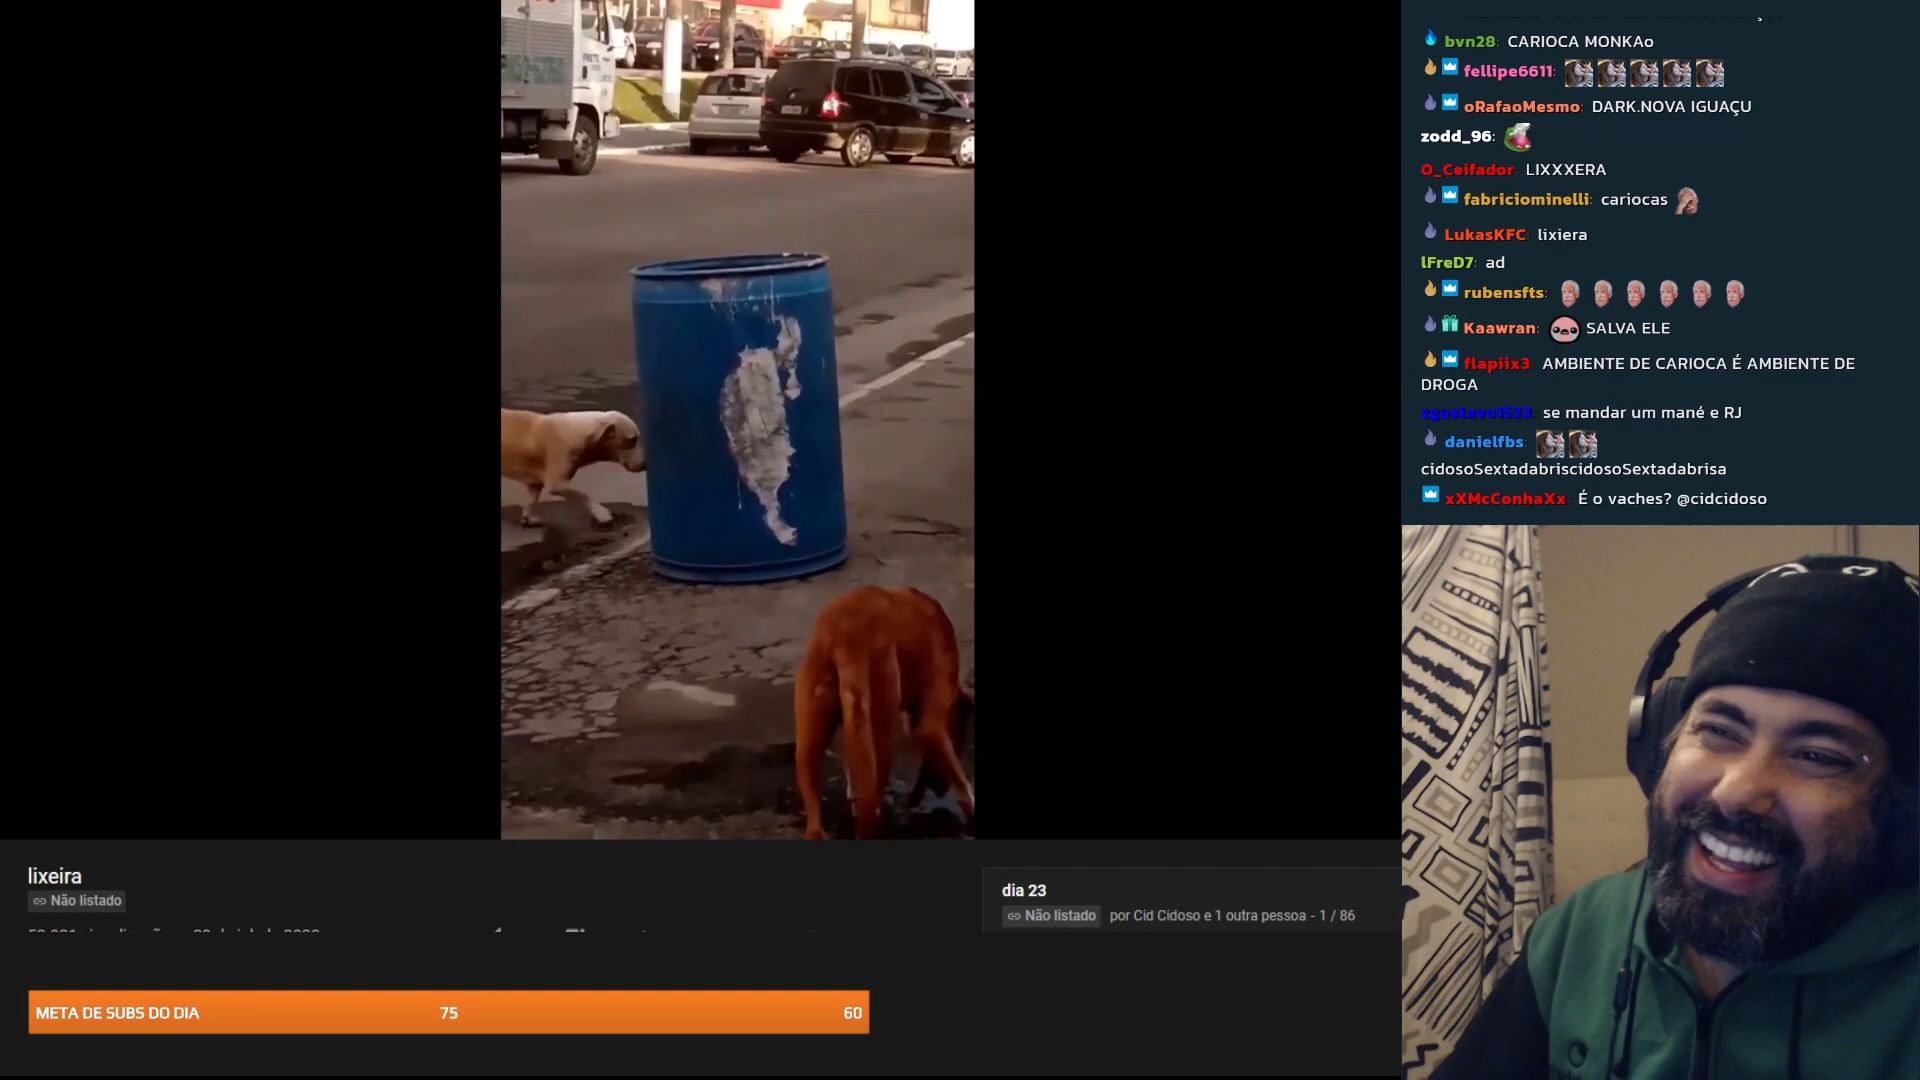 bvn28: CARIOCA MONKAo
fellipe6611:
oRafaoMesmo: DARK.NOVA IGUAÇU
zodd_96:
O_Ceifador: LIXXXERA
fabriciominelli: cariocas
LukasKFC: lixiera
lFreD7: ad
rubensfts:
Kaawran: SALVA ELE
flapiix3: AMBIENTE DE CARIOCA É AMBIENTE DE
DROGA
zgustavo1533: se mandar um mané e RJ
danielfbs:
cidosoSextadabriscidosoSextadabrisa
xXMcConhaXx: É o vaches? @cidcidoso
lixeira
Não listado
dia 23
Não listado por Cid Cidoso e 1 outra pessoa - 1 / 86
META DE SUBS DO DIA 75 60